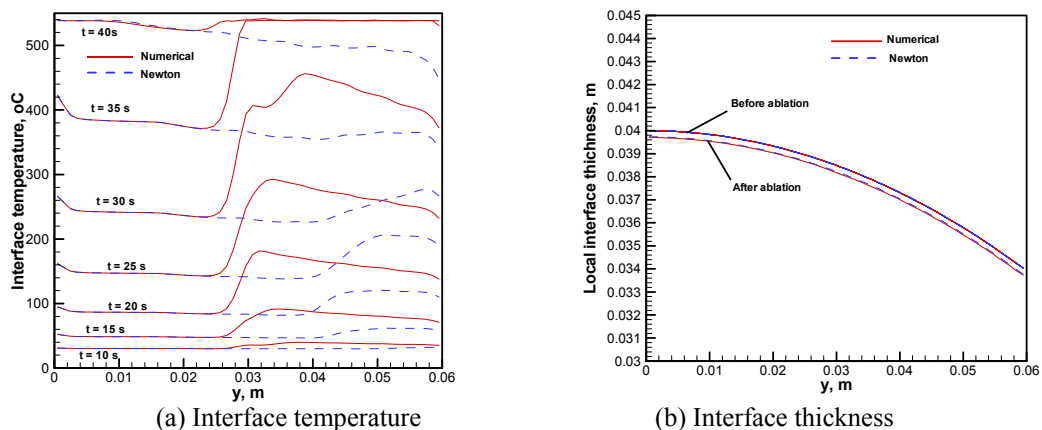 Interface temperature, oC
500
400
300
200
100
0
0
0.01
0.02
0.03
0.04
0.05
0.06
y, m
t = 40s
Numerical
Newton
t = 35 s
t = 30 s
t = 25 s
t = 20 s
t = 15 s
t = 10 s
(a) Interface temperature
Local interface thichness, m
0.045
0.044
0.043
0.042
0.041
0.04
0.039
0.038
0.037
0.036
0.035
0.034
0.033
0.032
0.031
0.03
0
0.01
0.02
0.03
0.04
0.05
0.06
y, m
Numerical
Newton
Before ablation
After ablation
(b) Interface thickness